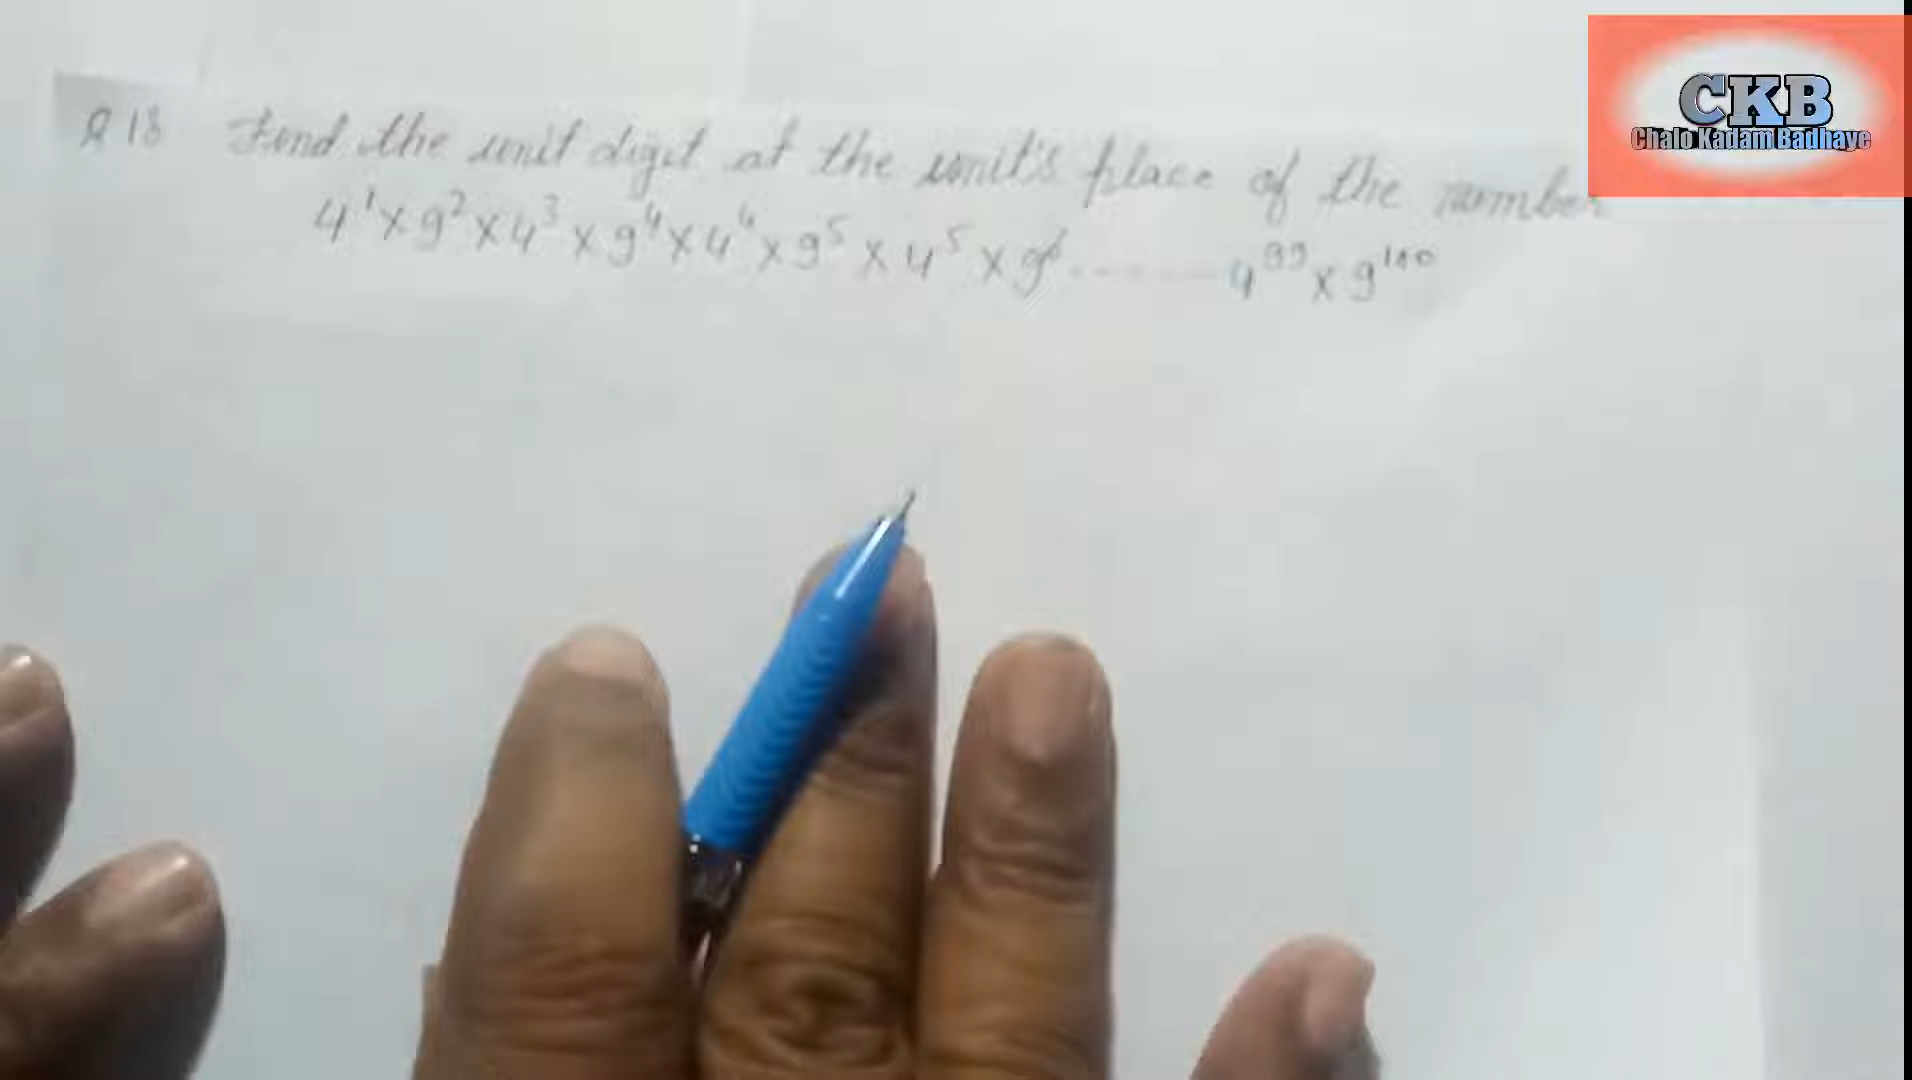 Q 18 Find the unit digit at the unit's place of the number
4¹ x 9² x 4³ x 9⁴ x 4⁴ x 9⁵ x 4⁵ x 9⁶ -------- 4⁹⁹ x 9¹⁰⁰
CKB
Chalo Kadam Badhaye